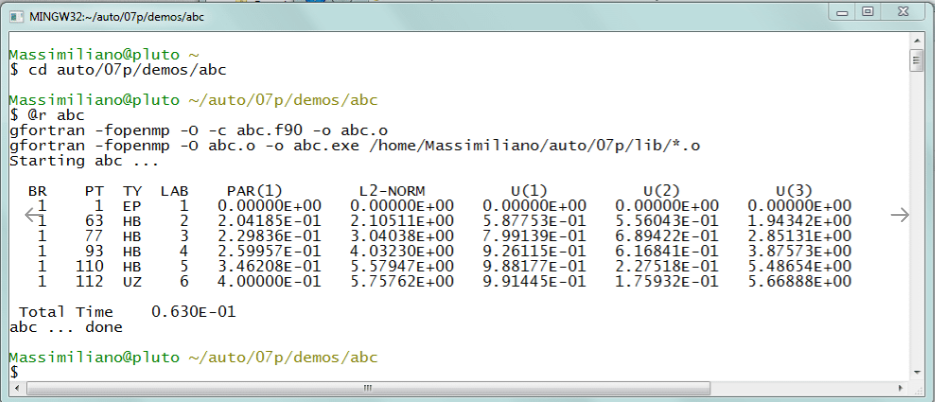 MINGW32:~/auto/07p/demos/abc
Massimiliano@pluto ~
$ cd auto/07p/demos/abc
Massimiliano@pluto ~/auto/07p/demos/abc
$ @r abc
gfortran -fopenmp -O -c abc.f90 -o abc.o
gfortran -fopenmp -O abc.o -o abc.exe /home/Massimiliano/auto/07p/lib/*.o
Starting abc ...
BR PT TY LAB PAR(1) L2-NORM U(1) U(2) U(3)
1 1 EP 1 0.00000E+00 0.00000E+00 0.00000E+00 0.00000E+00 0.00000E+00
1 63 HB 2 2.04185E-01 2.10511E+00 5.87753E-01 5.56043E-01 1.94342E+00
1 77 HB 3 2.29836E-01 3.04038E+00 7.99139E-01 6.89422E-01 2.85131E+00
1 93 HB 4 2.59957E-01 4.03230E+00 9.26115E-01 6.16841E-01 3.87573E+00
1 110 HB 5 3.46208E-01 5.57947E+00 9.88177E-01 2.27518E-01 5.48654E+00
1 112 UZ 6 4.00000E-01 5.75762E+00 9.91445E-01 1.75932E-01 5.66888E+00
Total Time 0.630E-01
abc ... done
Massimiliano@pluto ~/auto/07p/demos/abc
$